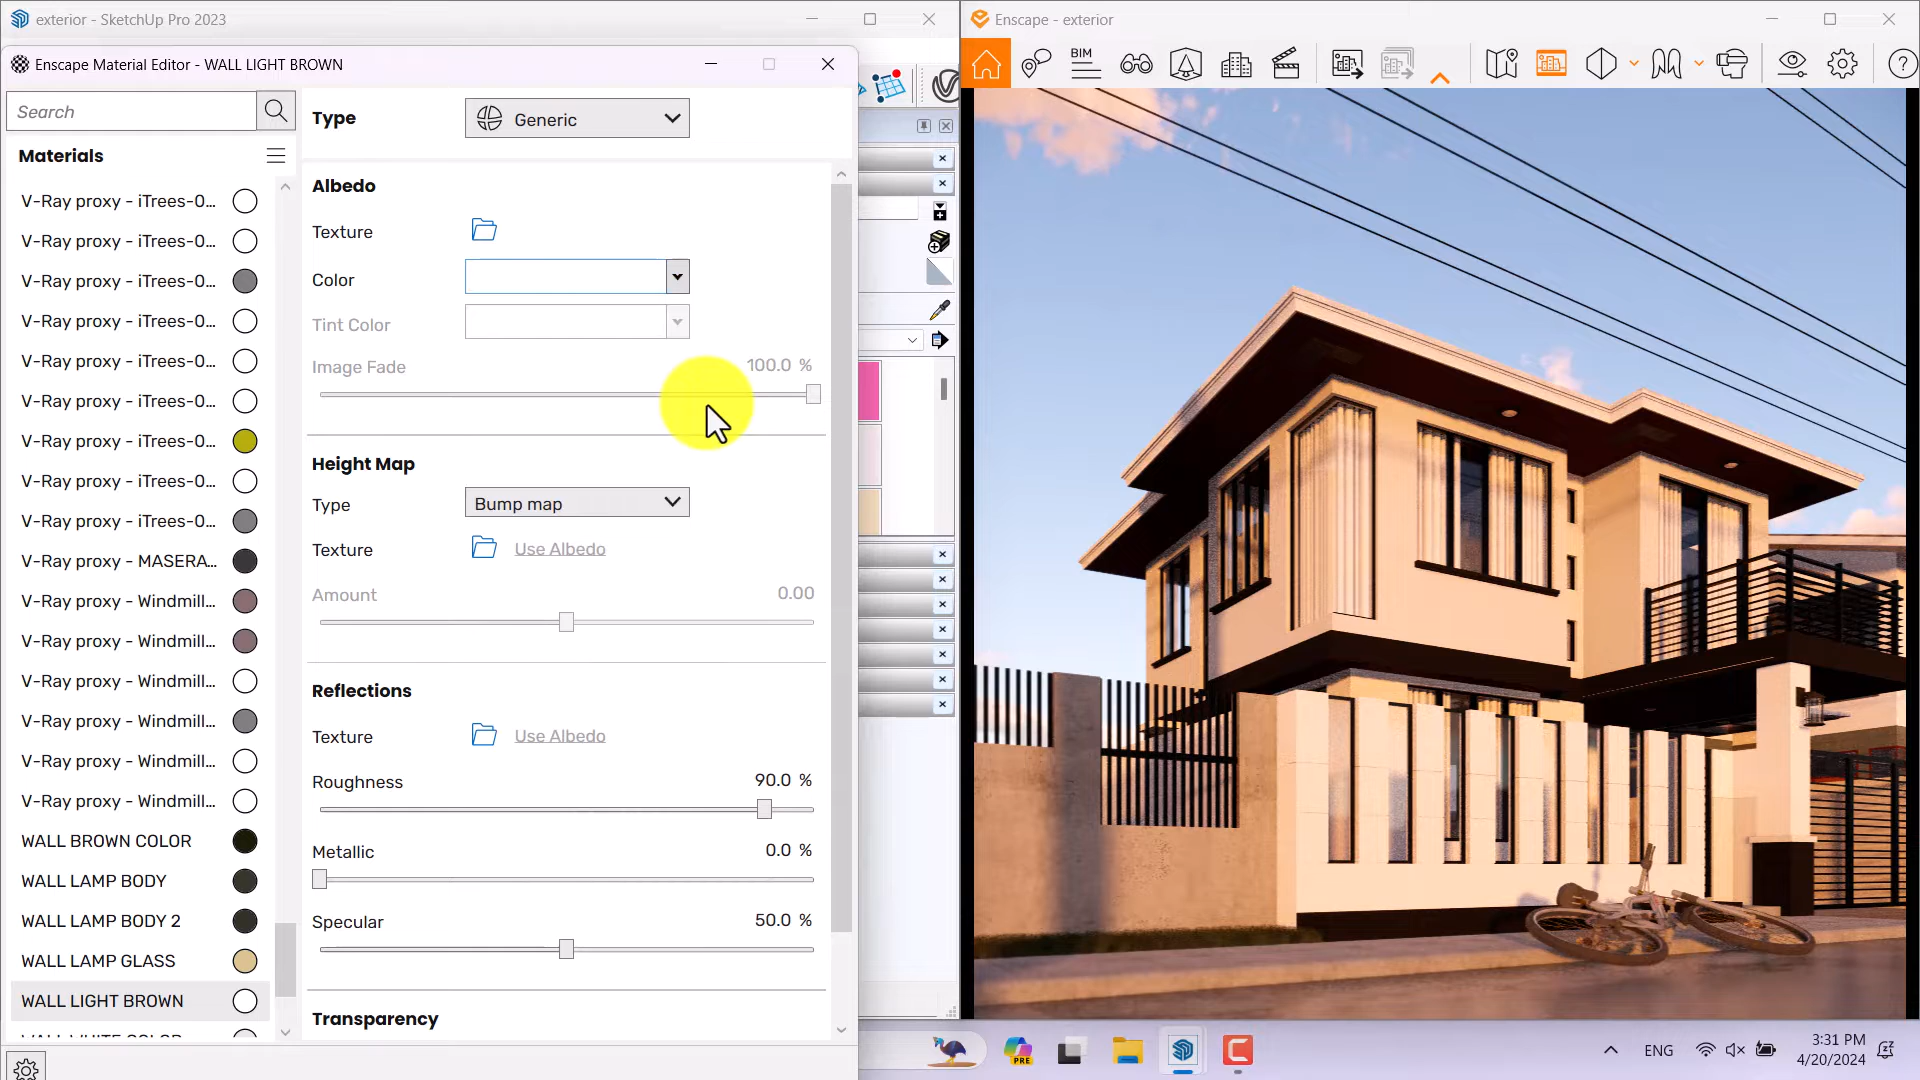 exterior - SketchUp Pro 2023
Enscape - exterior
Enscape Material Editor - WALL LIGHT BROWN
BIM
Search
Materials
V-Ray proxy - iTrees-0...
V-Ray proxy - iTrees-0...
V-Ray proxy - iTrees-0...
V-Ray proxy - iTrees-0...
V-Ray proxy - iTrees-0...
V-Ray proxy - iTrees-0...
V-Ray proxy - iTrees-0...
V-Ray proxy - iTrees-0...
V-Ray proxy - iTrees-0...
V-Ray proxy - MASERA...
V-Ray proxy - Windmill...
V-Ray proxy - Windmill...
V-Ray proxy - Windmill...
V-Ray proxy - Windmill...
V-Ray proxy - Windmill...
V-Ray proxy - Windmill...
WALL BROWN COLOR
WALL LAMP BODY
WALL LAMP BODY 2
WALL LAMP GLASS
WALL LIGHT BROWN
WALL WHITE COLOR
Type
Generic
Albedo
Texture
Color
Tint Color
Image Fade
100.0 %
Height Map
Type
Bump map
Texture
Use Albedo
Amount
0.00
Reflections
Texture
Use Albedo
Roughness
90.0 %
Metallic
0.0 %
Specular
50.0 %
Transparency
PRE
ENG
3:31 PM
4/20/2024